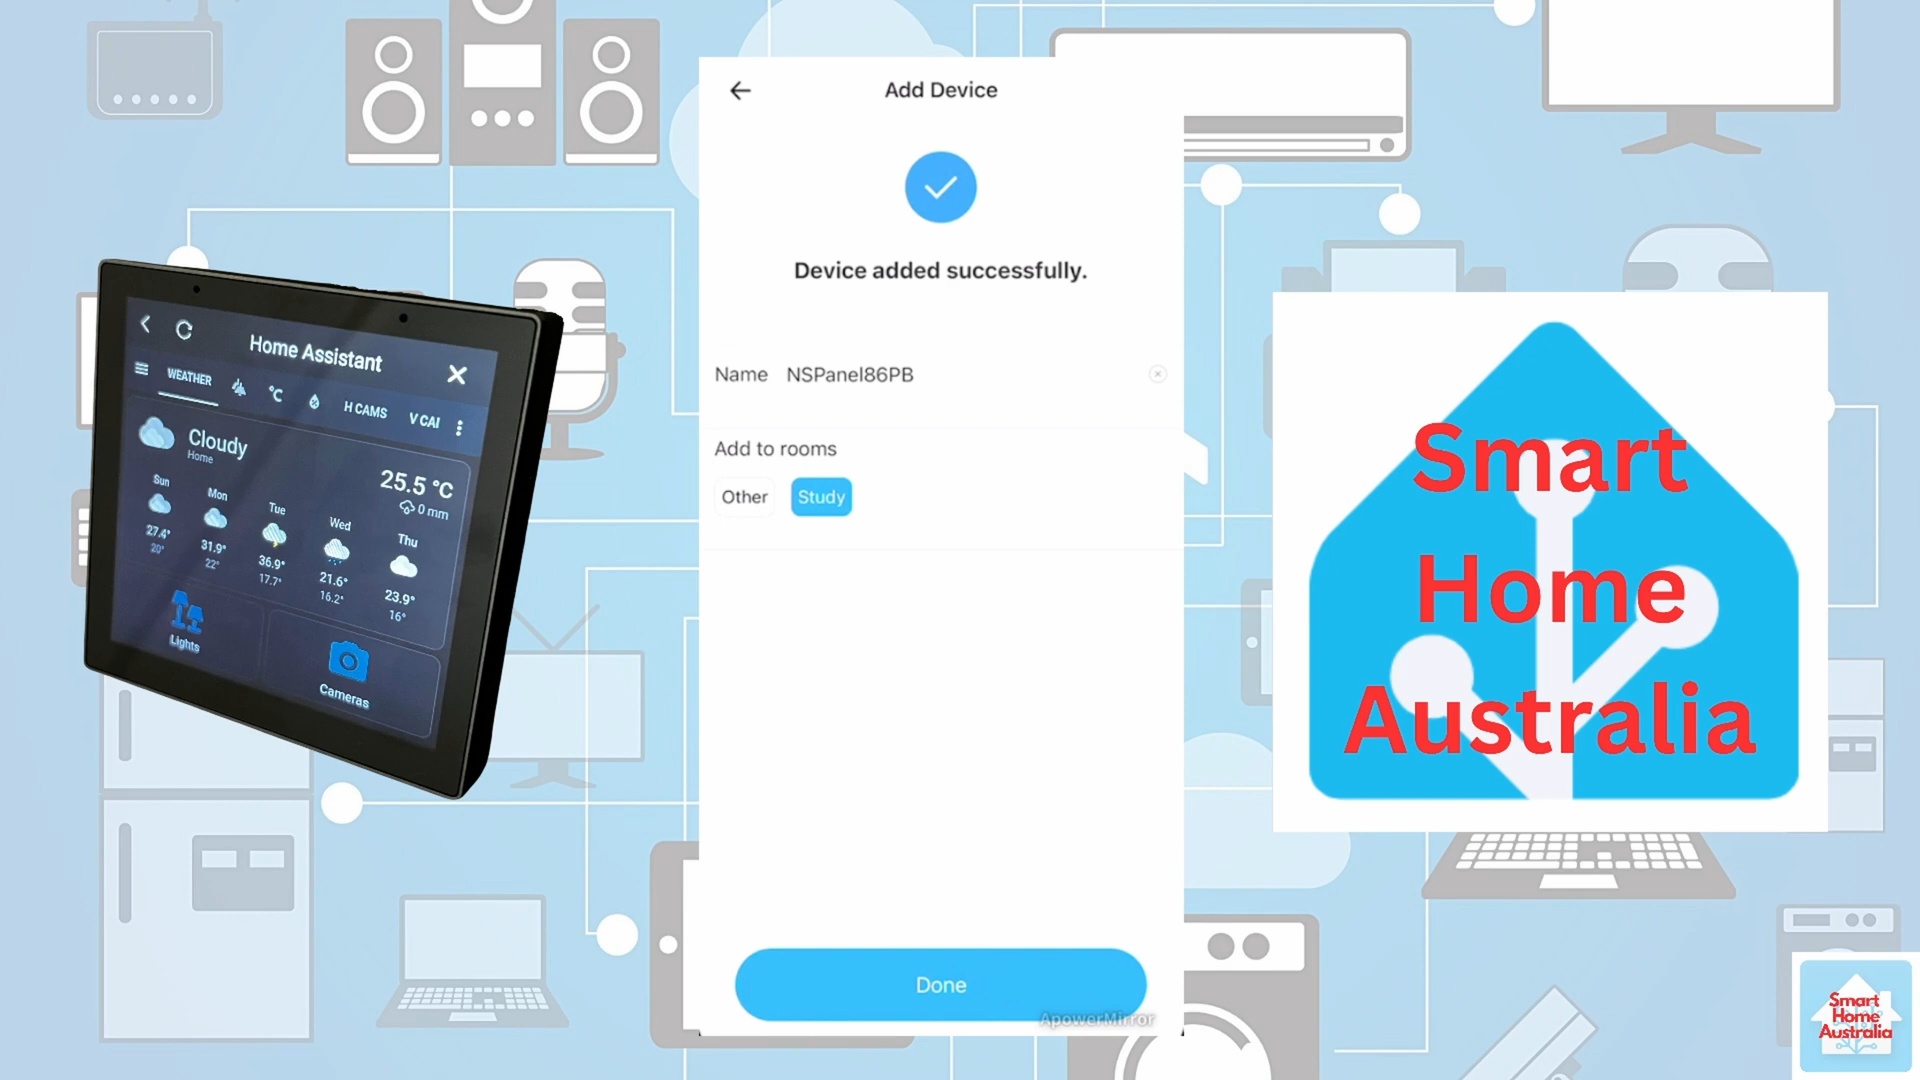 Add Device
Device added successfully.
Name NSPanel86PB
Add to rooms
Other Study
Done
ApowerMirror
Home Assistant
WEATHER °C H CAMS V CAI
Cloudy
Home
25.5 °C
0 mm
Sun Mon Tue Wed Thu
27.4° 31.9° 36.9° 21.6° 23.9°
20° 22° 17.7° 16.2° 16°
Lights
Cameras
Smart
Home
Australia
Smart
Home
Australia